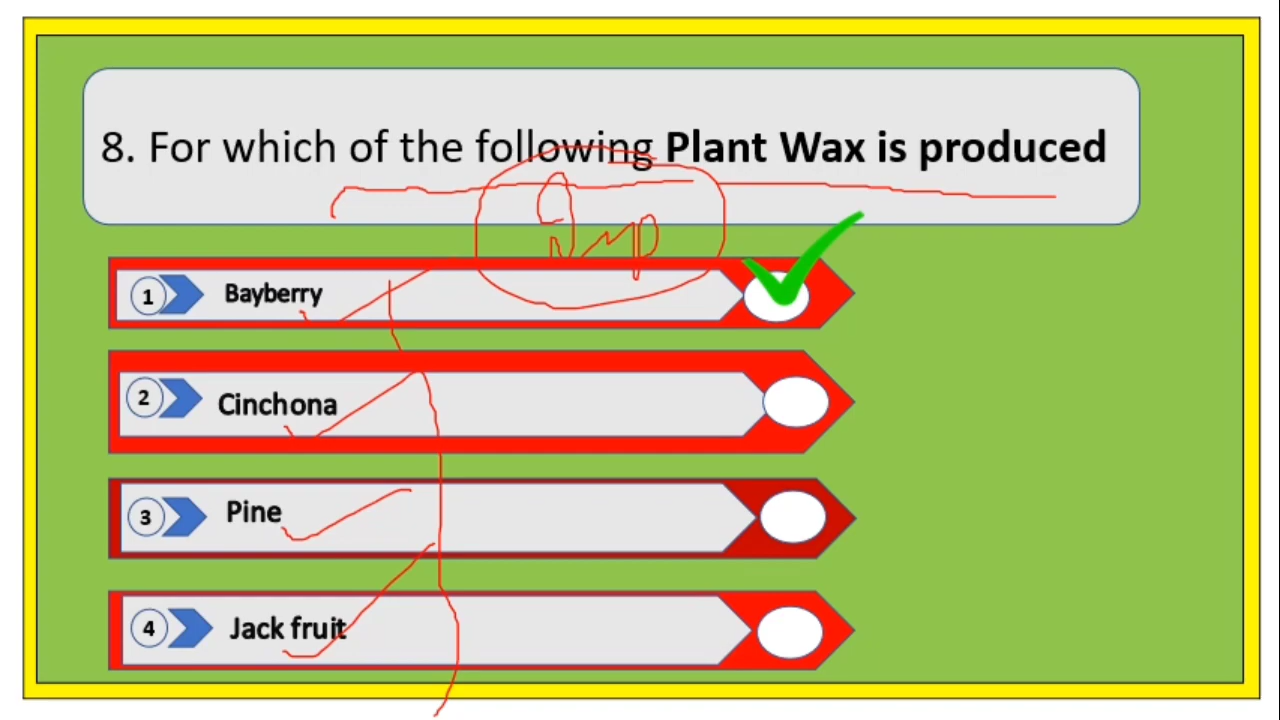 8. For which of the following Plant Wax is produced
Imp
1 Bayberry
2 Cinchona
3 Pine
4 Jack fruit